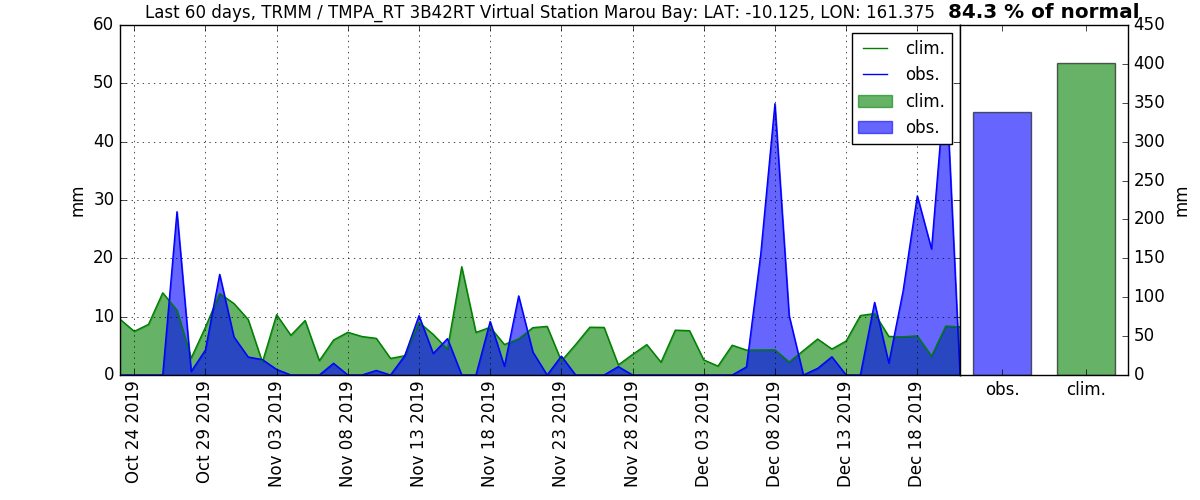 Last 60 days, TRMM / TMPA_RT 3B42RT Virtual Station Marou Bay: LAT: -10.125, LON: 161.375 84.3 % of normal
60
50
40
30
20
10
0
mm
clim.
obs.
clim.
obs.
450
400
350
300
250
200
150
100
50
0
mm
obs. clim.
Oct 24 2019
Oct 29 2019
Nov 03 2019
Nov 08 2019
Nov 13 2019
Nov 18 2019
Nov 23 2019
Nov 28 2019
Dec 03 2019
Dec 08 2019
Dec 13 2019
Dec 18 2019